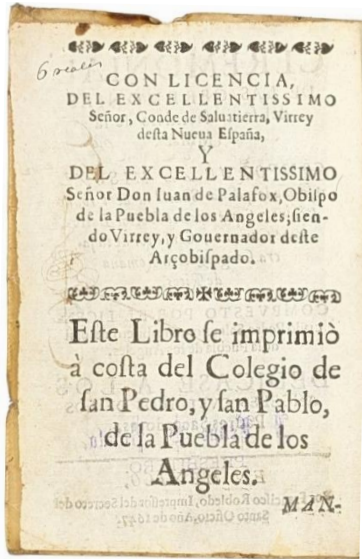 6 reales
CON LICENCIA,
DEL EXCELLENTISSIMO
Señor, Conde de Saluatierra, Virrey
desta Nueua España,
Y
DEL EXCELLENTISSIMO
Señor Don Iuan de Palafox, Obispo
de la Puebla de los Angeles; sien-
do Virrey, y Gouernador deste
Arçobispado.
Este Libro se imprimiò
à costa del Colegio de
san Pedro, y san Pablo,
de la Puebla de los
Angeles.
MAN-